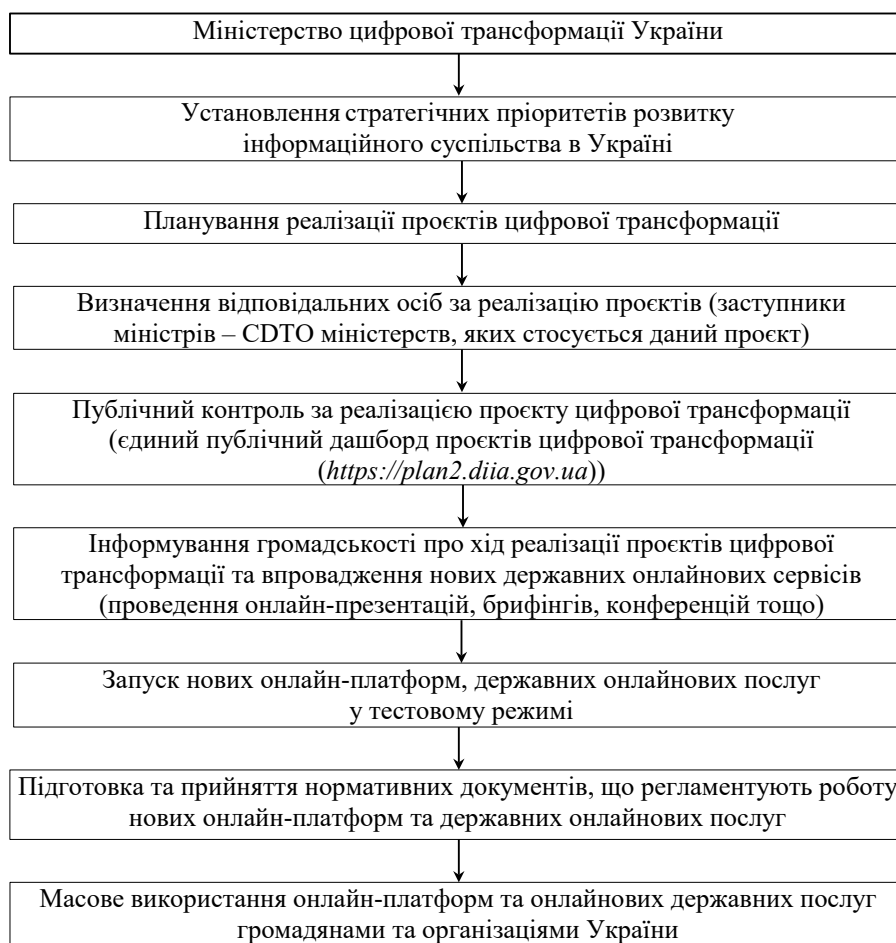 Міністерство цифрової трансформації України
Установлення стратегічних пріоритетів розвитку
інформаційного суспільства в Україні
Планування реалізації проєктів цифрової трансформації
Визначення відповідальних осіб за реалізацію проєктів (заступники
міністрів – CDTO міністерств, яких стосується даний проєкт)
Публічний контроль за реалізацією проєкту цифрової трансформації
(єдиний публічний дашборд проєктів цифрової трансформації
(https://plan2.diia.gov.ua))
Інформування громадськості про хід реалізації проєктів цифрової
трансформації та впровадження нових державних онлайнових сервісів
(проведення онлайн-презентацій, брифінгів, конференцій тощо)
Запуск нових онлайн-платформ, державних онлайнових послуг
у тестовому режимі
Підготовка та прийняття нормативних документів, що регламентують роботу
нових онлайн-платформ та державних онлайнових послуг
Масове використання онлайн-платформ та онлайнових державних послуг
громадянами та організаціями України